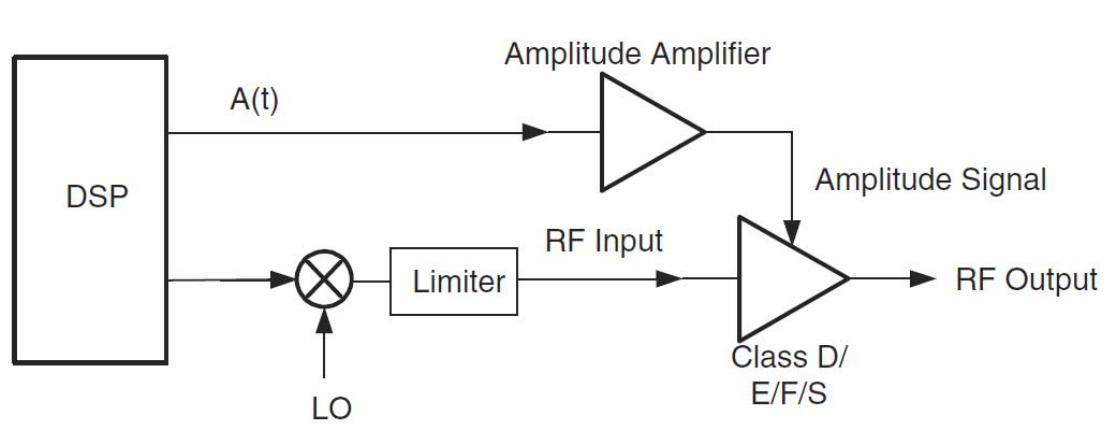 Amplitude Amplifier
A(t)
DSP
Amplitude Signal
RF Input
Limiter
RF Output
Class D/
E/F/S
LO